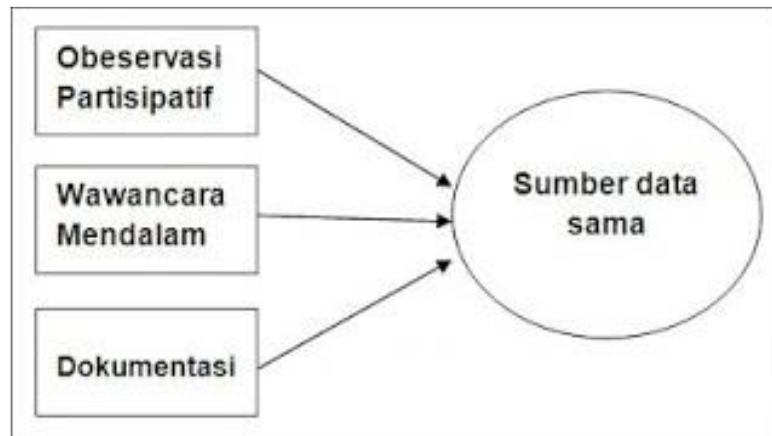 Obeservasi
Partisipatif
Wawancara
Mendalam
Dokumentasi
Sumber data
sama